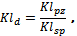 Kl_d = Kl_pz / Kl_sp ,